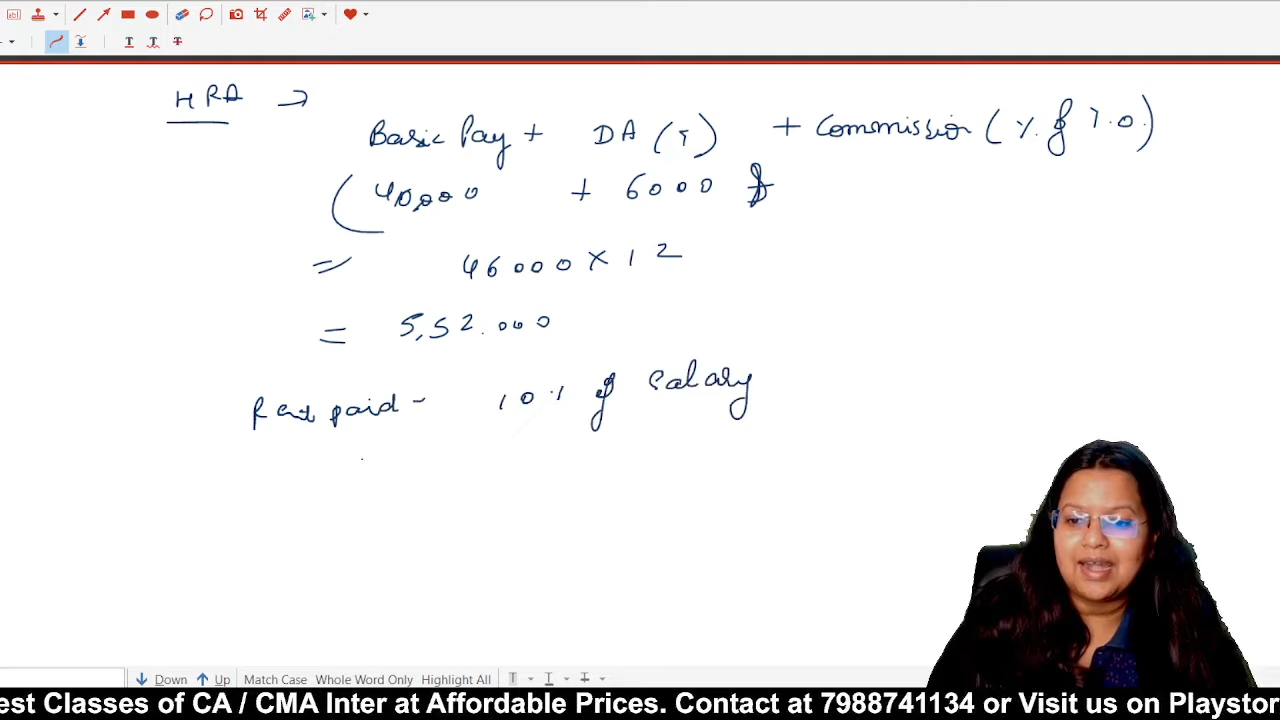 HRA →
Basic Pay + DA (T) + Commission (% of T.O.)
(40,000 + 6000
= 46000 × 12
= 5,52,000
Rent paid - 10% of salary
Down Up Match Case Whole Word Only Highlight All
est Classes of CA / CMA Inter at Affordable Prices. Contact at 7988741134 or Visit us on Playstor